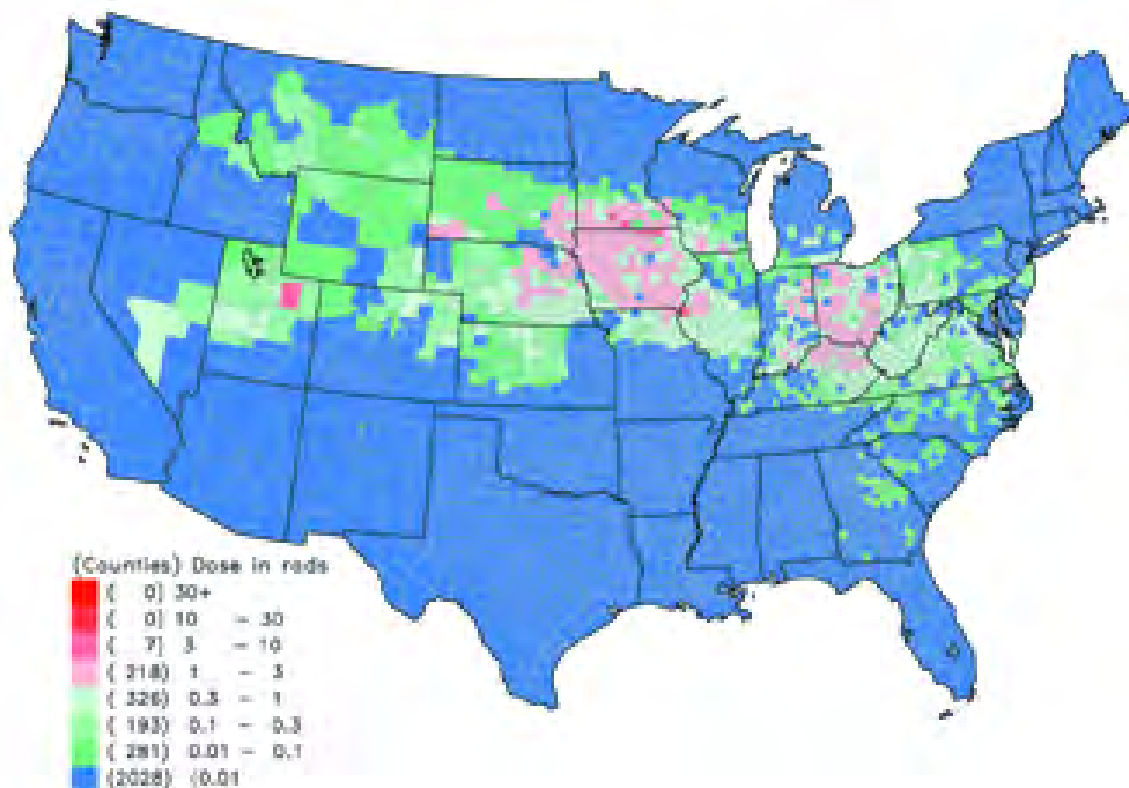 (Counties) Dose in rads
( 0) 30+
( 0) 10 - 30
( 7) 3 - 10
( 218) 1 - 3
( 326) 0.3 - 1
( 193) 0.1 - 0.3
( 281) 0.01 - 0.1
(2028) <0.01